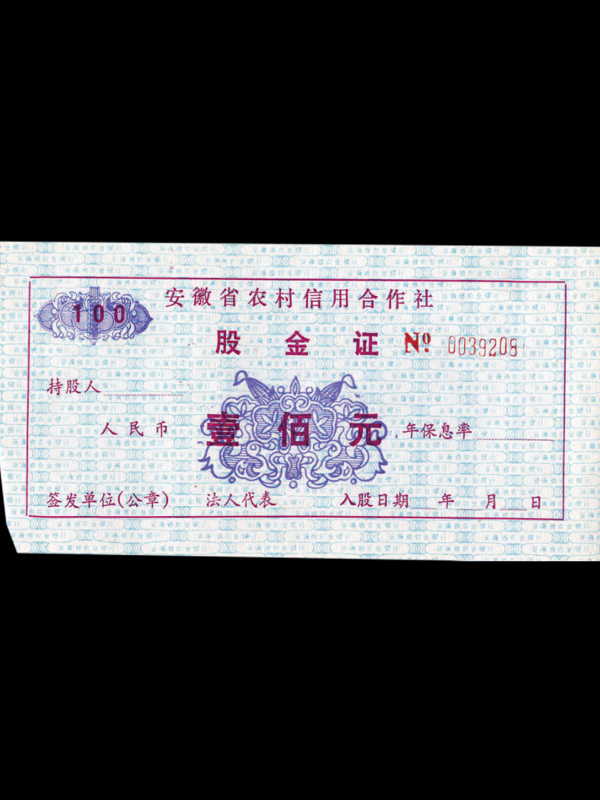 安徽省农村信用合作社
100
股金证 Nº 0039208
持股人
人民币 壹佰元 年保息率
签发单位(公章) 法人代表 入股日期 年 月 日